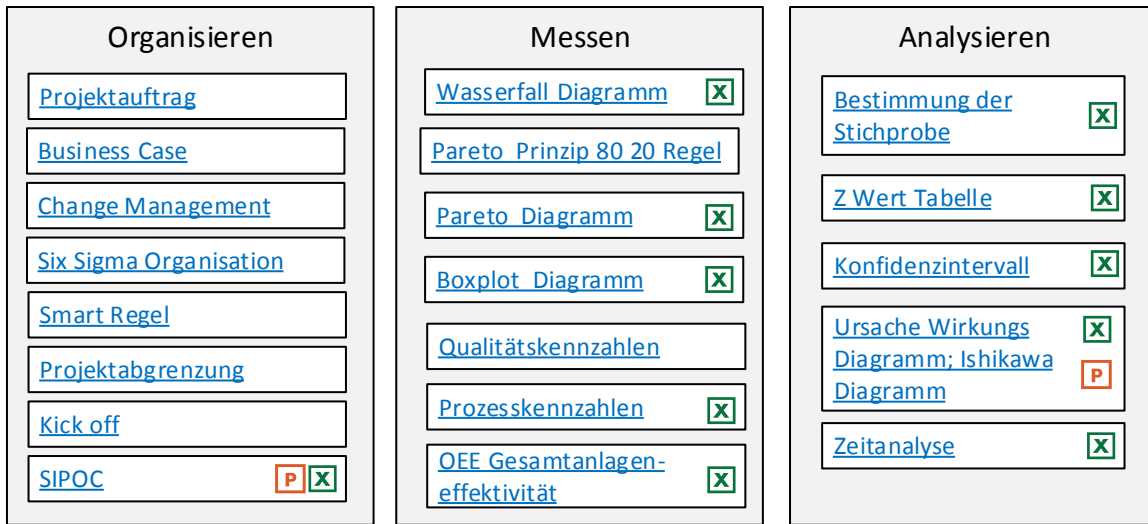 Organisieren
Projektauftrag
Business Case
Change Management
Six Sigma Organisation
Smart Regel
Projektabgrenzung
Kick off
SIPOC P X
Messen
Wasserfall Diagramm X
Pareto Prinzip 80 20 Regel
Pareto Diagramm X
Boxplot Diagramm X
Qualitätskennzahlen
Prozesskennzahlen X
OEE Gesamtanlagen-
effektivität X
Analysieren
Bestimmung der
Stichprobe X
Z Wert Tabelle X
Konfidenzintervall X
Ursache Wirkungs X
Diagramm; Ishikawa
Diagramm P
Zeitanalyse X